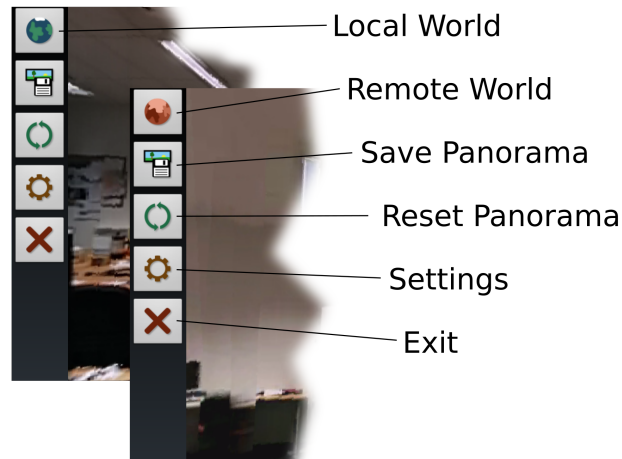 Local World
Remote World
Save Panorama
Reset Panorama
Settings
Exit